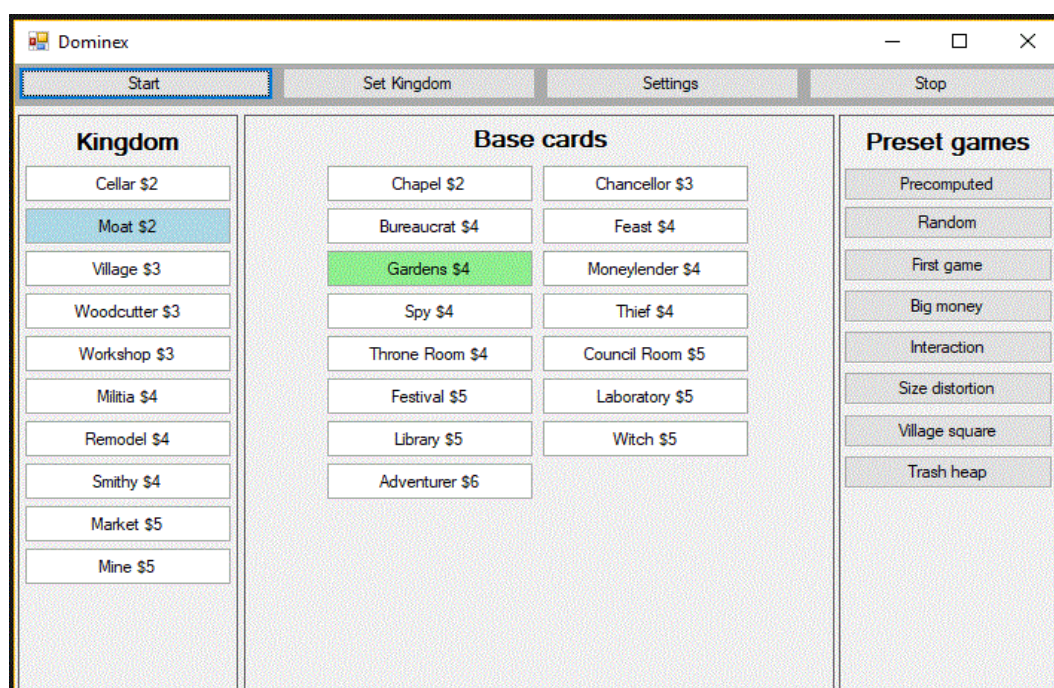 Dominex
Start
Set Kingdom
Settings
Stop
Kingdom
Cellar $2
Moat $2
Village $3
Woodcutter $3
Workshop $3
Militia $4
Remodel $4
Smithy $4
Market $5
Mine $5
Base cards
Chapel $2
Chancellor $3
Bureaucrat $4
Feast $4
Gardens $4
Moneylender $4
Spy $4
Thief $4
Throne Room $4
Council Room $5
Festival $5
Laboratory $5
Library $5
Witch $5
Adventurer $6
Preset games
Precomputed
Random
First game
Big money
Interaction
Size distortion
Village square
Trash heap